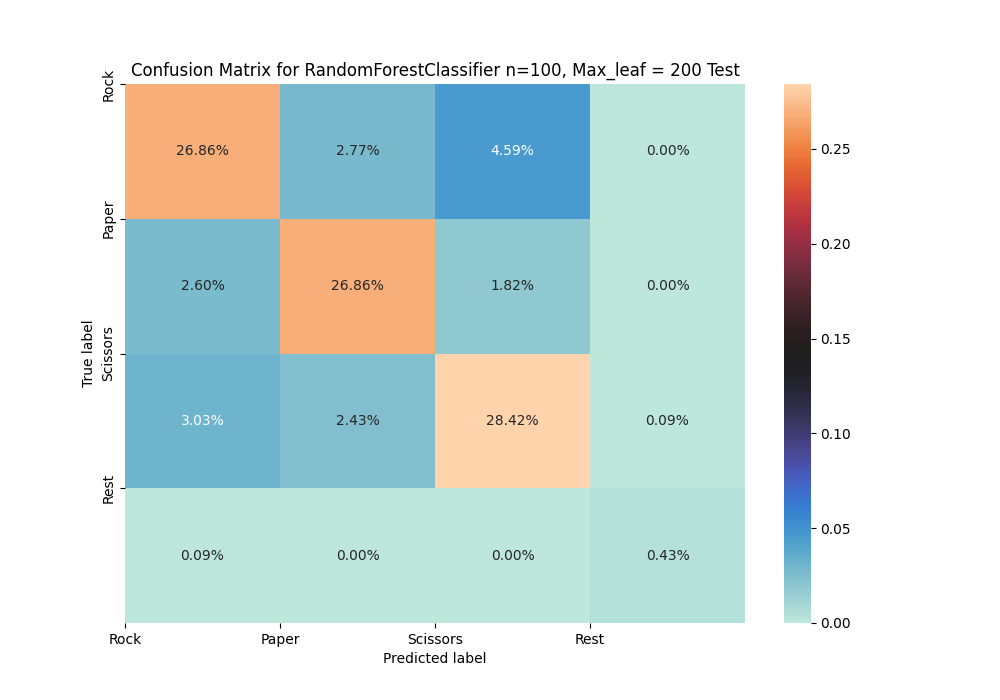 Confusion Matrix for RandomForestClassifier n=100, Max_leaf = 200 Test
Rock
26.86% 2.77% 4.59% 0.00%
Paper
2.60% 26.86% 1.82% 0.00%
Scissors
3.03% 2.43% 28.42% 0.09%
Rest
0.09% 0.00% 0.00% 0.43%
True label
Rock Paper Scissors Rest
Predicted label
0.25
0.20
0.15
0.10
0.05
0.00